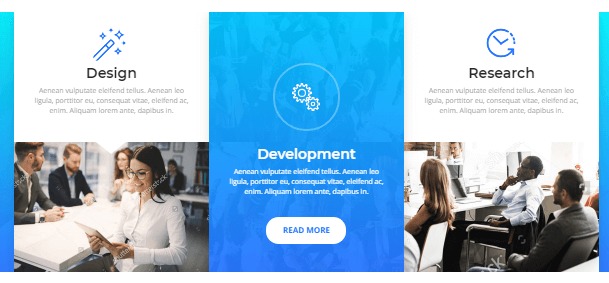 Design
Aenean vulputate eleifend tellus. Aenean leo
ligula, porttitor eu, consequat vitae, eleifend ac,
enim. Aliquam lorem ante, dapibus in.
Development
Aenean vulputate eleifend tellus. Aenean leo
ligula, porttitor eu, consequat vitae, eleifend ac,
enim. Aliquam lorem ante, dapibus in.
READ MORE
Research
Aenean vulputate eleifend tellus. Aenean leo
ligula, porttitor eu, consequat vitae, eleifend ac,
enim. Aliquam lorem ante, dapibus in.